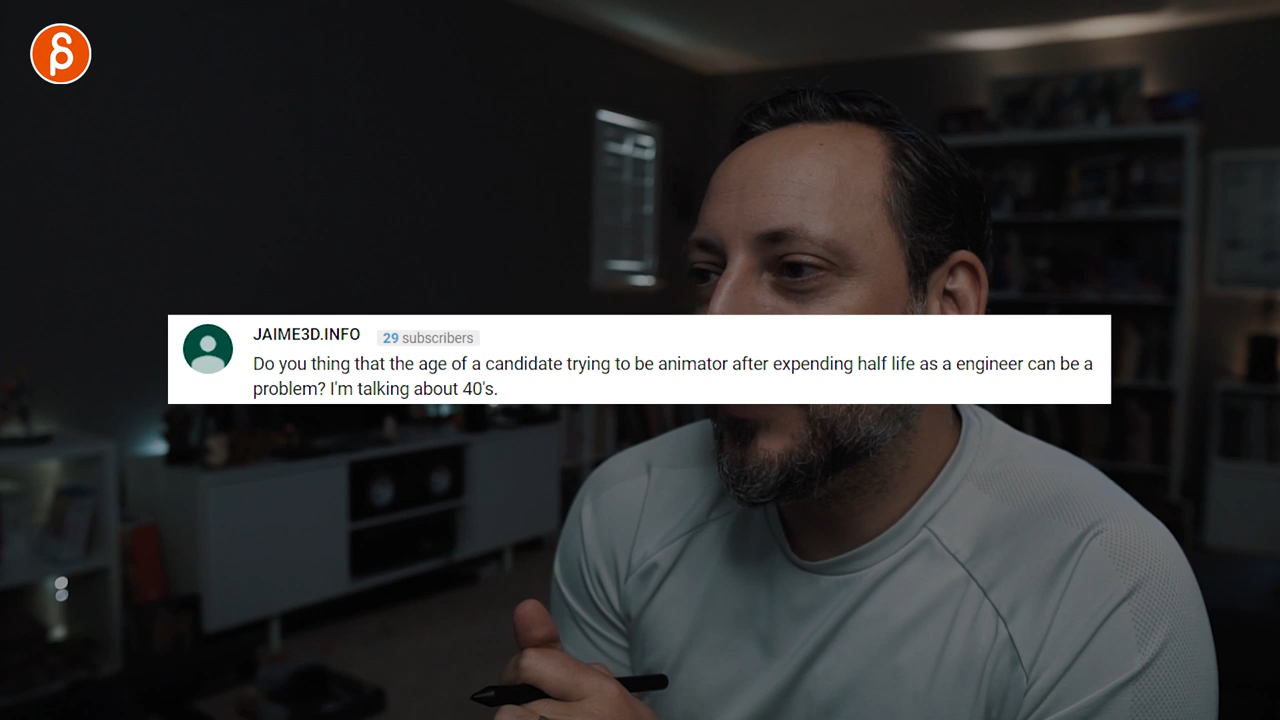 JAIME3D.INFO 29 subscribers
Do you thing that the age of a candidate trying to be animator after expending half life as a engineer can be a
problem? I'm talking about 40's.